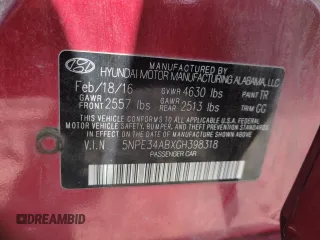 MANUFACTURED BY
HYUNDAI MOTOR MANUFACTURING ALABAMA, LLC
Feb/18/16 GVWR 4630 lbs PAINT TR
GAWR FRONT 2557 lbs GAWR REAR 2513 lbs TRIM GG
THIS VEHICLE CONFORMS TO ALL APPLICABLE U.S.A FEDERAL
MOTOR VEHICLE SAFETY, BUMPER, AND THEFT PREVENTION STANDARDS
IN EFFECT ON THE DATE OF MANUFACTURE SHOWN ABOVE.
V.I.N 5NPE34ABXGH398318
PASSENGER CAR
DREAMBID